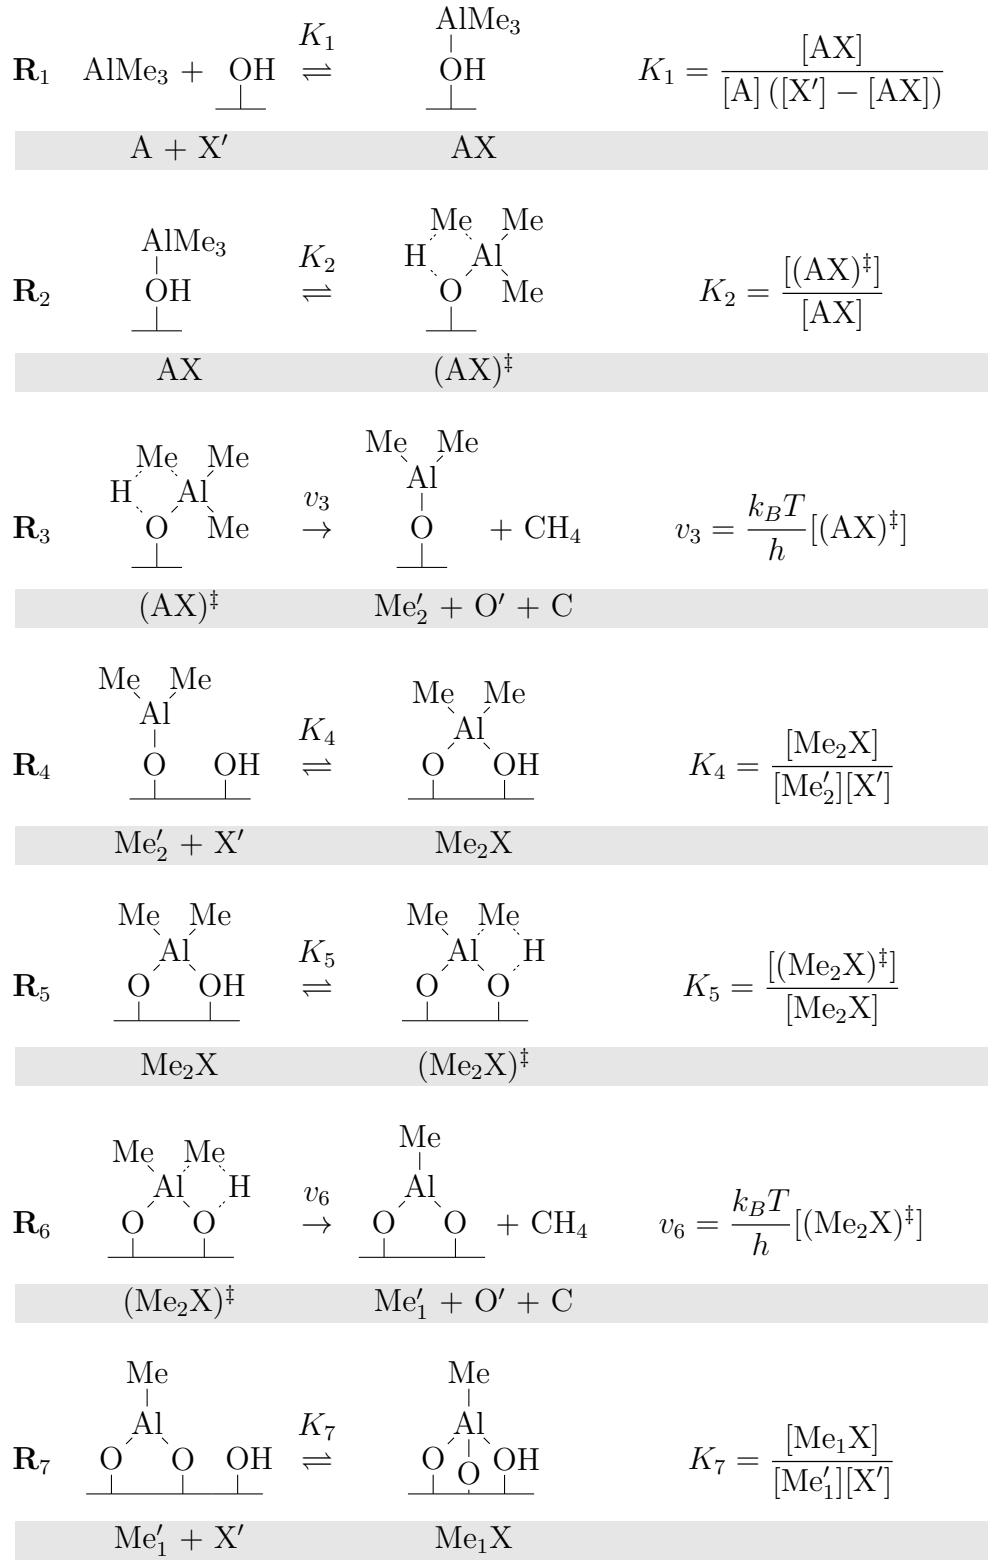 R₁ AlMe₃ + OH ⇌ K₁ AlMe₃ OH K₁ = [AX] / [A] ([X′] − [AX])
A + X′ AX
R₂ AlMe₃ OH ⇌ K₂ Me Me H Al O Me K₂ = [(AX)‡] / [AX]
AX (AX)‡
R₃ Me Me H Al O Me → v₃ Me Me Al O + CH₄ v₃ = k_B T / h [(AX)‡]
(AX)‡ Me′₂ + O′ + C
R₄ Me Me Al O OH ⇌ K₄ Me Me Al O OH K₄ = [Me₂X] / [Me′₂][X′]
Me′₂ + X′ Me₂X
R₅ Me Me Al O OH ⇌ K₅ Me Me Al H O O K₅ = [(Me₂X)‡] / [Me₂X]
Me₂X (Me₂X)‡
R₆ Me Me Al H O O → v₆ Me Al O O + CH₄ v₆ = k_B T / h [(Me₂X)‡]
(Me₂X)‡ Me′₁ + O′ + C
R₇ Me Al O O OH ⇌ K₇ Me Al O O OH K₇ = [Me₁X] / [Me′₁][X′]
Me′₁ + X′ Me₁X